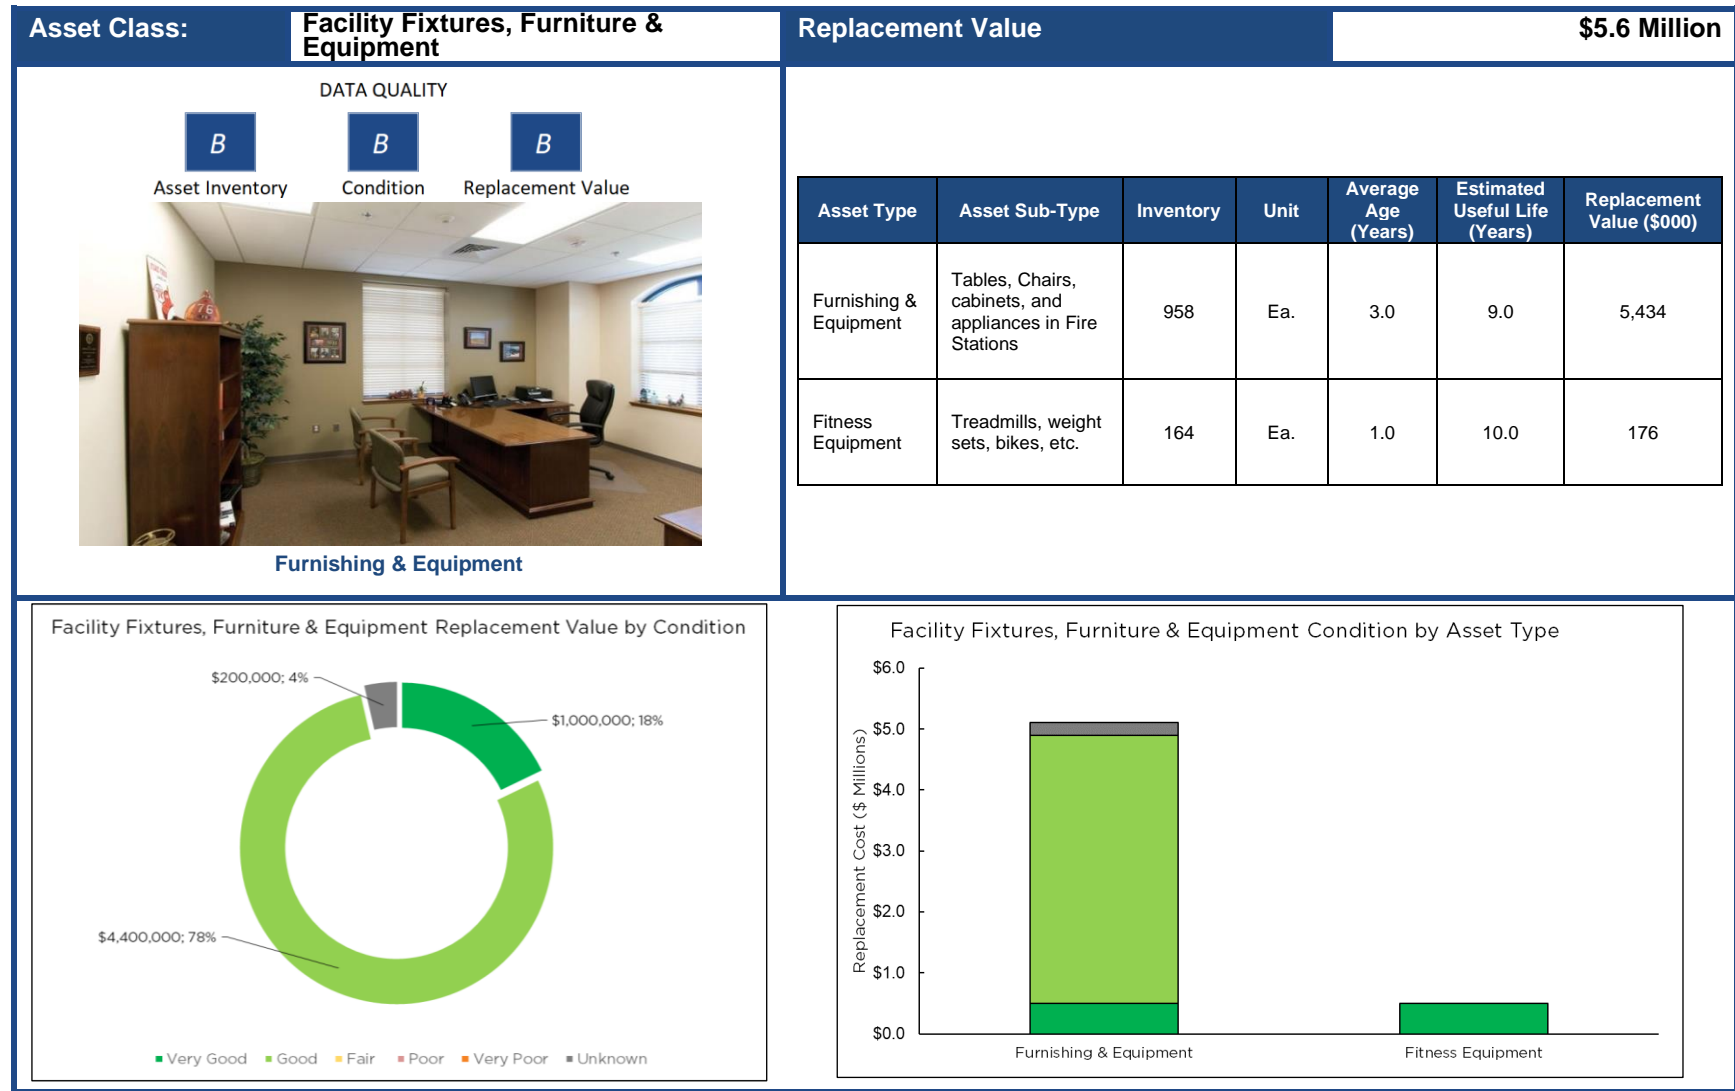 Asset Class:
Facility Fixtures, Furniture &
Equipment
Replacement Value
$5.6 Million
DATA QUALITY
B
B
B
Asset Inventory
Condition
Replacement Value
76
Furnishing & Equipment
Asset Type
Asset Sub-Type
Inventory
Unit
Average
Age
(Years)
Estimated
Useful Life
(Years)
Replacement
Value ($000)
Furnishing &
Equipment
Tables, Chairs,
cabinets, and
appliances in Fire
Stations
958
Ea.
3.0
9.0
5,434
Fitness
Equipment
Treadmills, weight
sets, bikes, etc.
164
Ea.
1.0
10.0
176
Facility Fixtures, Furniture & Equipment Replacement Value by Condition
$200,000; 4%
$1,000,000; 18%
$4,400,000; 78%
Very Good
Good
Fair
Poor
Very Poor
Unknown
Facility Fixtures, Furniture & Equipment Condition by Asset Type
Replacement Cost ($ Millions)
$6.0
$5.0
$4.0
$3.0
$2.0
$1.0
$0.0
Furnishing & Equipment
Fitness Equipment